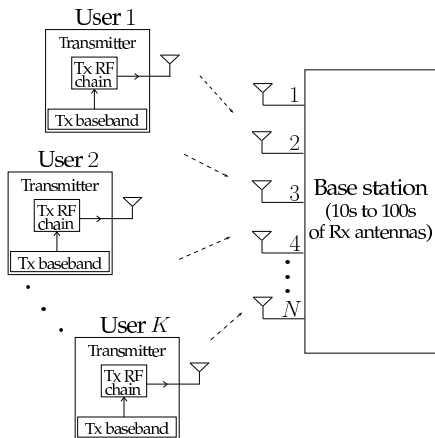 User 1
Transmitter
Tx RF
chain
Tx baseband
User 2
Transmitter
Tx RF
chain
Tx baseband
User K
Transmitter
Tx RF
chain
Tx baseband
1
2
3
4
N
Base station
(10s to 100s
of Rx antennas)